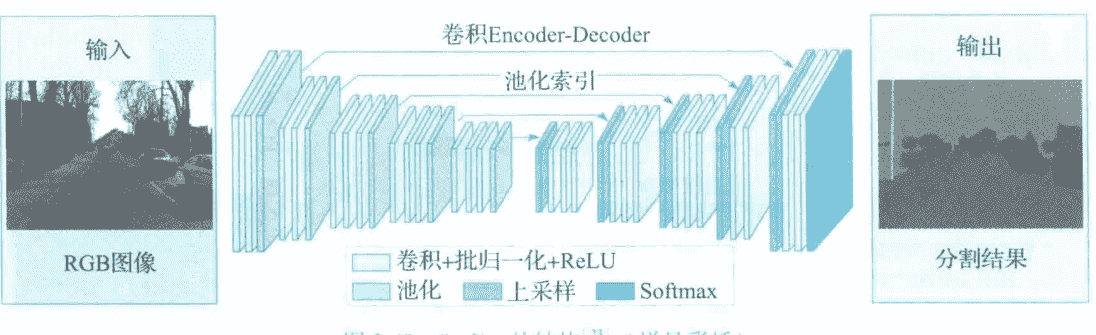 输入
RGB图像
卷积Encoder-Decoder
池化索引
卷积+批归一化+ReLU
池化 上采样 Softmax
输出
分割结果